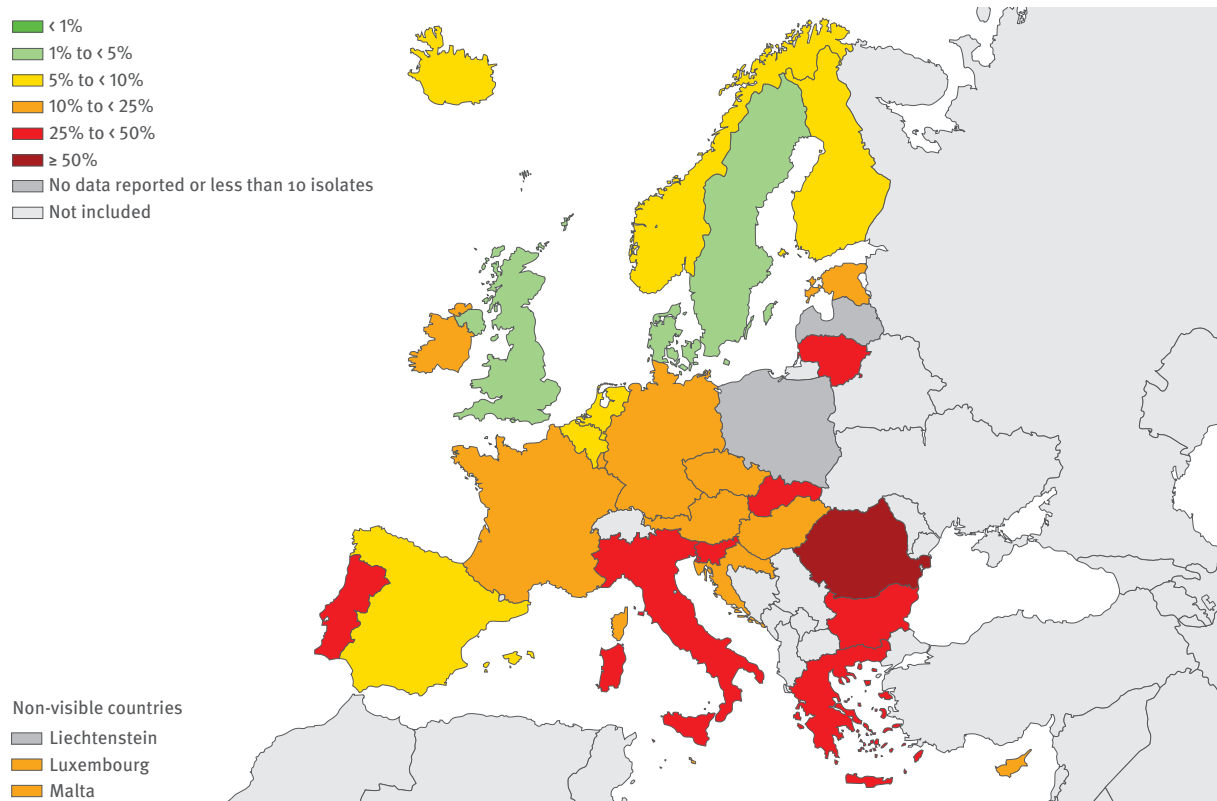 < 1%
1% to < 5%
5% to < 10%
10% to < 25%
25% to < 50%
≥ 50%
No data reported or less than 10 isolates
Not included
Non-visible countries
Liechtenstein
Luxembourg
Malta